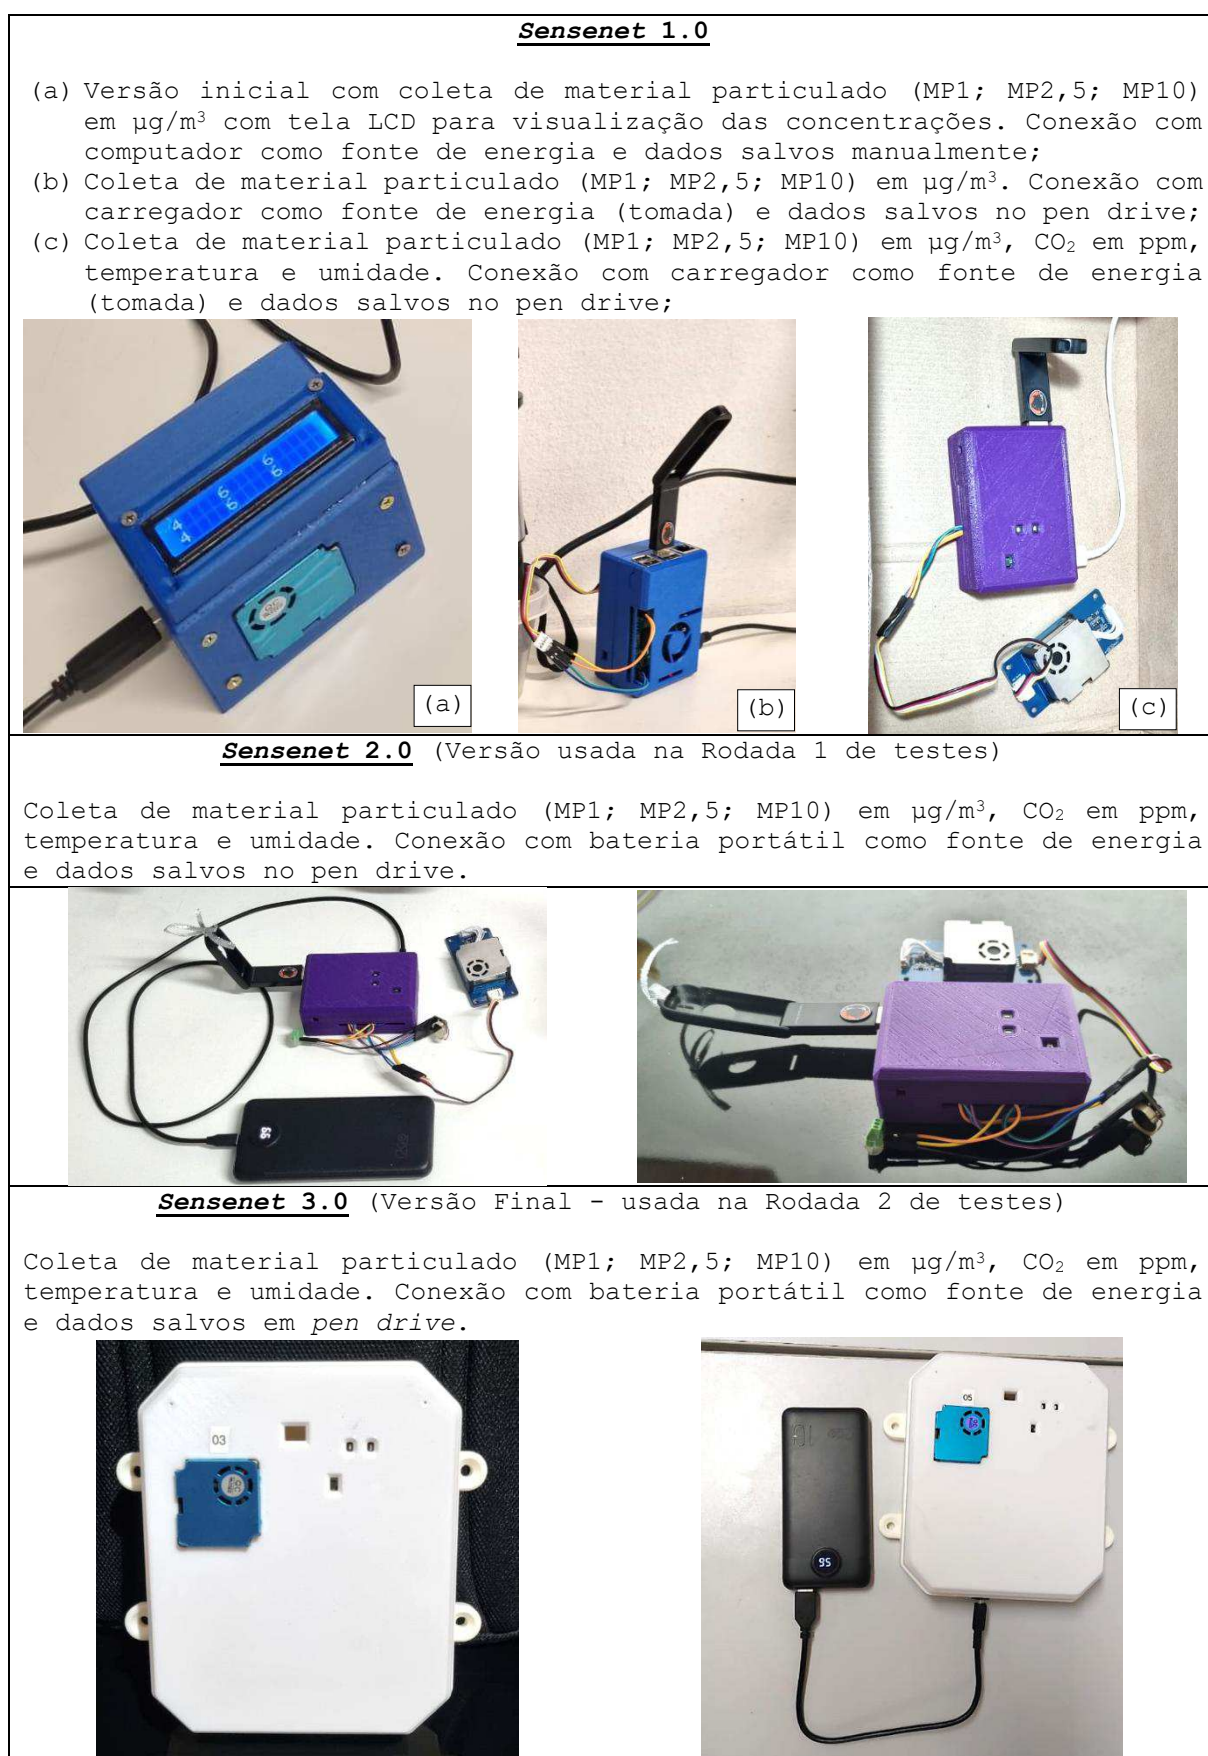 Sensenet 1.0
(a) Versão inicial com coleta de material particulado (MP1; MP2,5; MP10)
em µg/m³ com tela LCD para visualização das concentrações. Conexão com
computador como fonte de energia e dados salvos manualmente;
(b) Coleta de material particulado (MP1; MP2,5; MP10) em µg/m³. Conexão com
carregador como fonte de energia (tomada) e dados salvos no pen drive;
(c) Coleta de material particulado (MP1; MP2,5; MP10) em µg/m³, CO₂ em ppm,
temperatura e umidade. Conexão com carregador como fonte de energia
(tomada) e dados salvos no pen drive;
(a)
(b)
(c)
Sensenet 2.0 (Versão usada na Rodada 1 de testes)
Coleta de material particulado (MP1; MP2,5; MP10) em µg/m³, CO₂ em ppm,
temperatura e umidade. Conexão com bateria portátil como fonte de energia
e dados salvos no pen drive.
Sensenet 3.0 (Versão Final - usada na Rodada 2 de testes)
Coleta de material particulado (MP1; MP2,5; MP10) em µg/m³, CO₂ em ppm,
temperatura e umidade. Conexão com bateria portátil como fonte de energia
e dados salvos em pen drive.
03
05